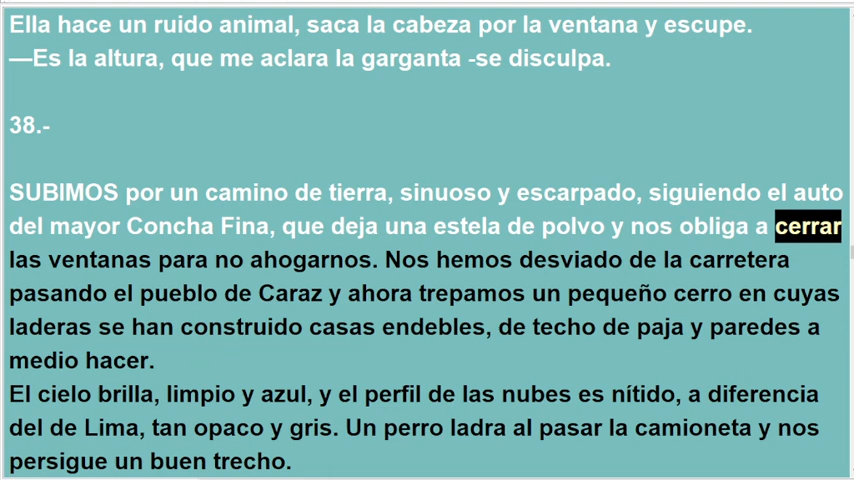 Ella hace un ruido animal, saca la cabeza por la ventana y escupe.
—Es la altura, que me aclara la garganta -se disculpa.
38.-
SUBIMOS por un camino de tierra, sinuoso y escarpado, siguiendo el auto
del mayor Concha Fina, que deja una estela de polvo y nos obliga a cerrar
las ventanas para no ahogarnos. Nos hemos desviado de la carretera
pasando el pueblo de Caraz y ahora trepamos un pequeño cerro en cuyas
laderas se han construido casas endebles, de techo de paja y paredes a
medio hacer.
El cielo brilla, limpio y azul, y el perfil de las nubes es nítido, a diferencia
del de Lima, tan opaco y gris. Un perro ladra al pasar la camioneta y nos
persigue un buen trecho.